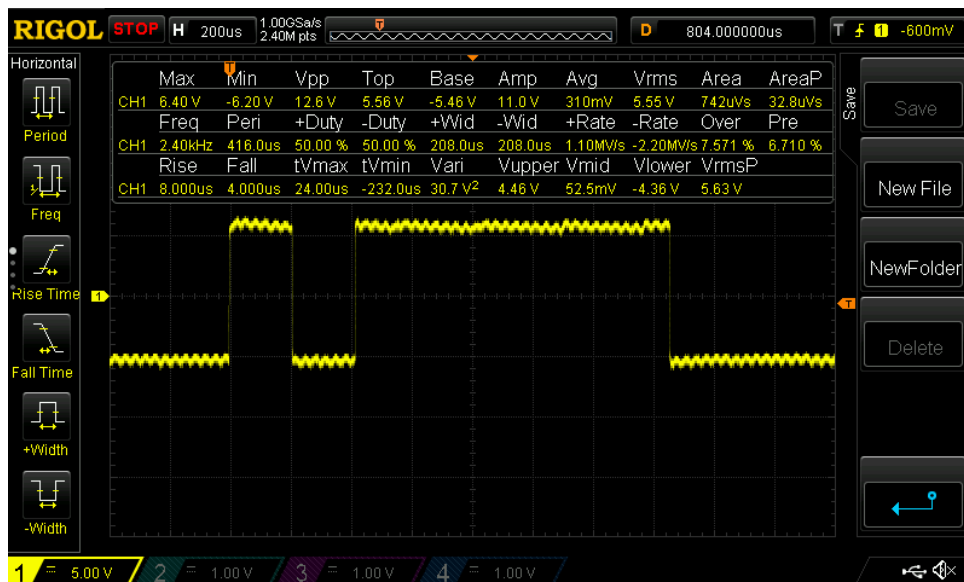 RIGOL STOP H 200us 1.00GSa/s 2.40M pts D 804.000000us T 1 -600mV
Horizontal
Period
Freq
Rise Time
Fall Time
+Width
-Width
T
Max Min Vpp Top Base Amp Avg Vrms Area AreaP
CH1 6.40 V -6.20 V 12.6 V 5.56 V -5.46 V 11.0 V 310mV 5.55 V 742uVs 32.8uVs
Freq Peri +Duty -Duty +Wid -Wid +Rate -Rate Over Pre
CH1 2.40kHz 416.0us 50.00 % 50.00 % 208.0us 208.0us 1.10MV/s -2.20MV/s 7.571 % 6.710 %
Rise Fall tVmax tVmin Vari Vupper Vmid Vlower VrmsP
CH1 8.000us 4.000us 24.00us -232.0us 30.7 V² 4.46 V 52.5mV -4.36 V 5.63 V
1
T
Save
Save
New File
NewFolder
Delete
1 = 5.00 V 2 = 1.00 V 3 = 1.00 V 4 = 1.00 V